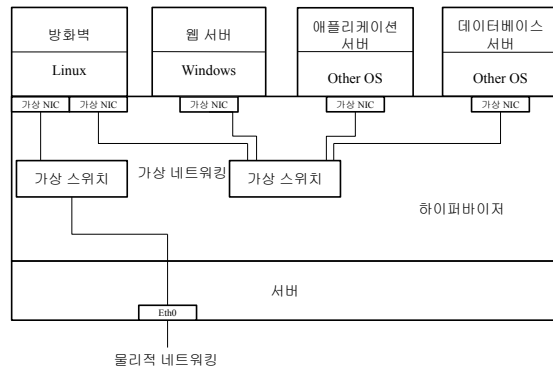 방화벽
웹 서버
애플리케이션
서버
데이터베이스
서버
Linux
Windows
Other OS
Other OS
가상 NIC
가상 NIC
가상 NIC
가상 NIC
가상 NIC
가상 스위치
가상 네트워킹
가상 스위치
하이퍼바이저
서버
Eth0
물리적 네트워킹